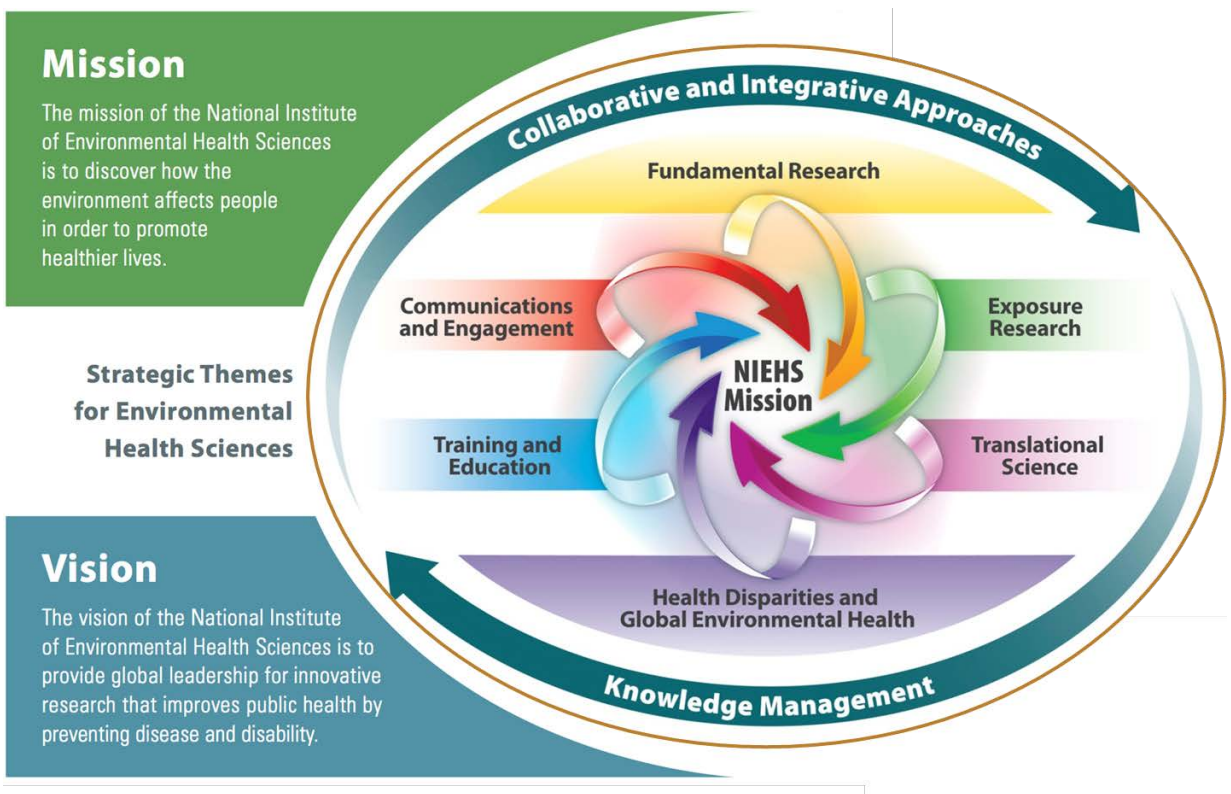 Mission
The mission of the National Institute
of Environmental Health Sciences
is to discover how the
environment affects people
in order to promote
healthier lives.
Strategic Themes
for Environmental
Health Sciences
Vision
The vision of the National Institute
of Environmental Health Sciences is to
provide global leadership for innovative
research that improves public health by
preventing disease and disability.
Collaborative and Integrative Approaches
Fundamental Research
Communications
and Engagement
Exposure
Research
NIEHS
Mission
Training and
Education
Translational
Science
Health Disparities and
Global Environmental Health
Knowledge Management